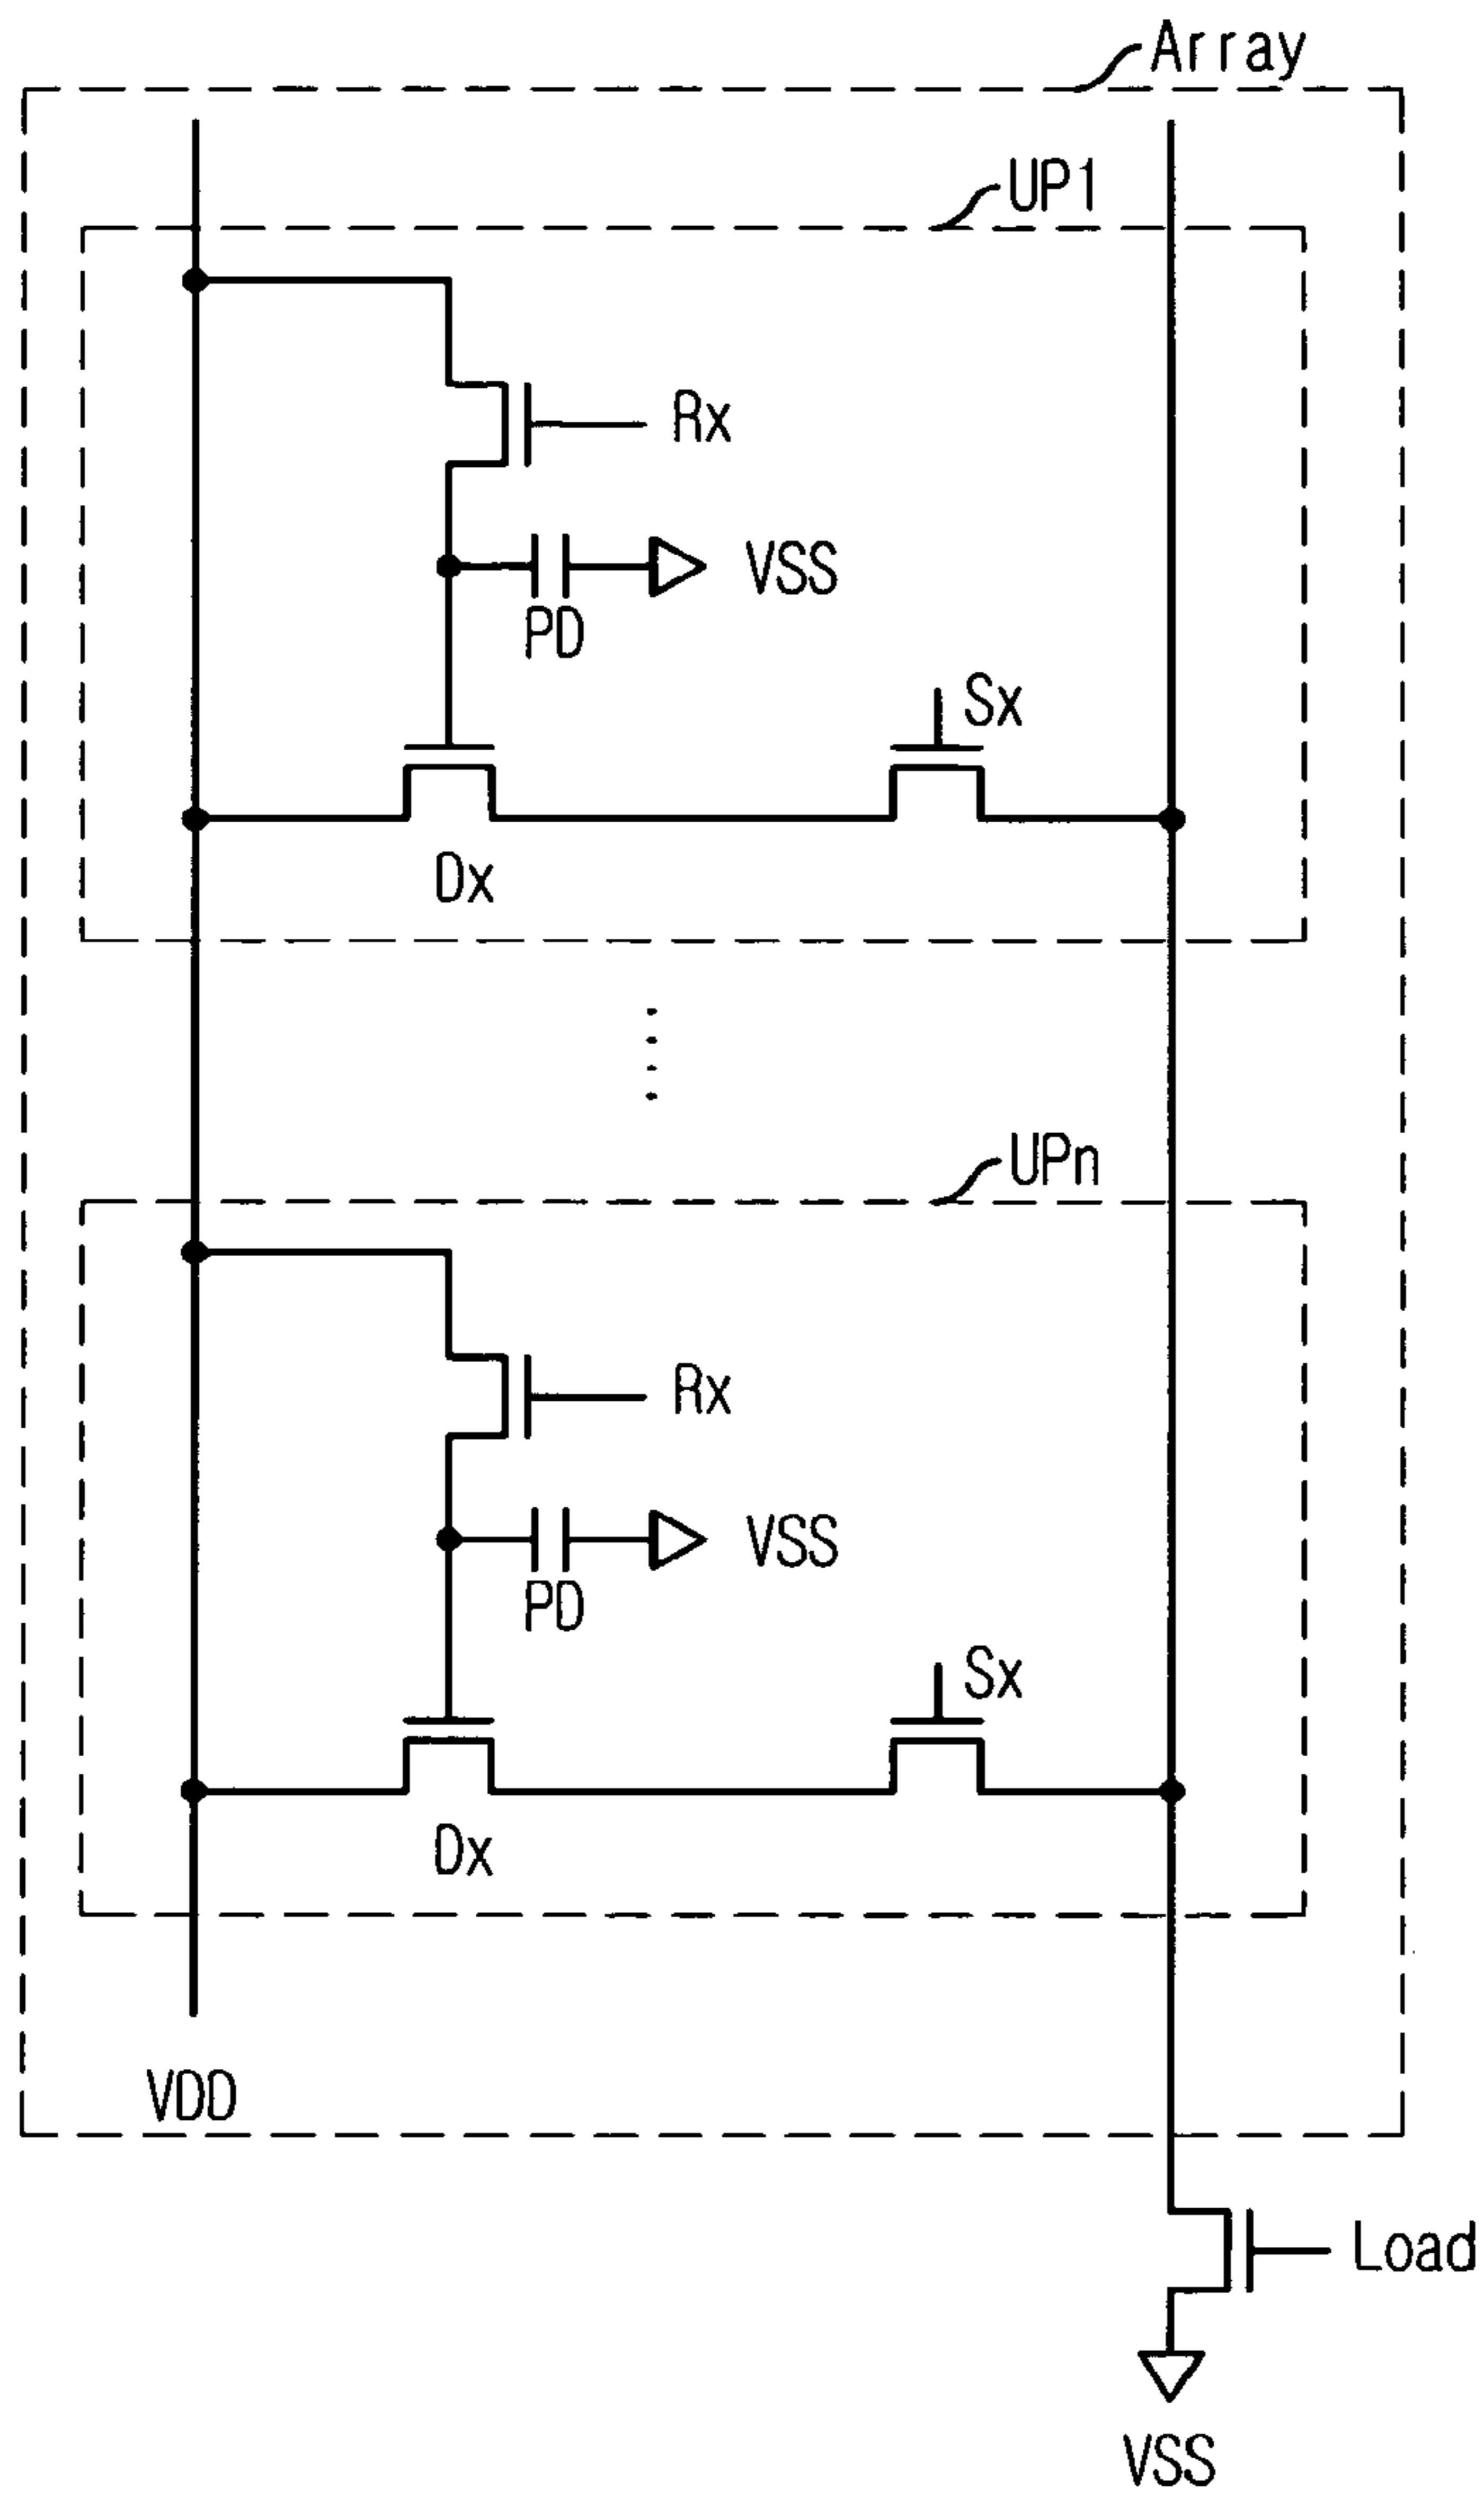 Array
UP1
Rx
VSS
PD
Sx
Dx
UPn
Rx
VSS
PD
Sx
Dx
VDD
Load
VSS